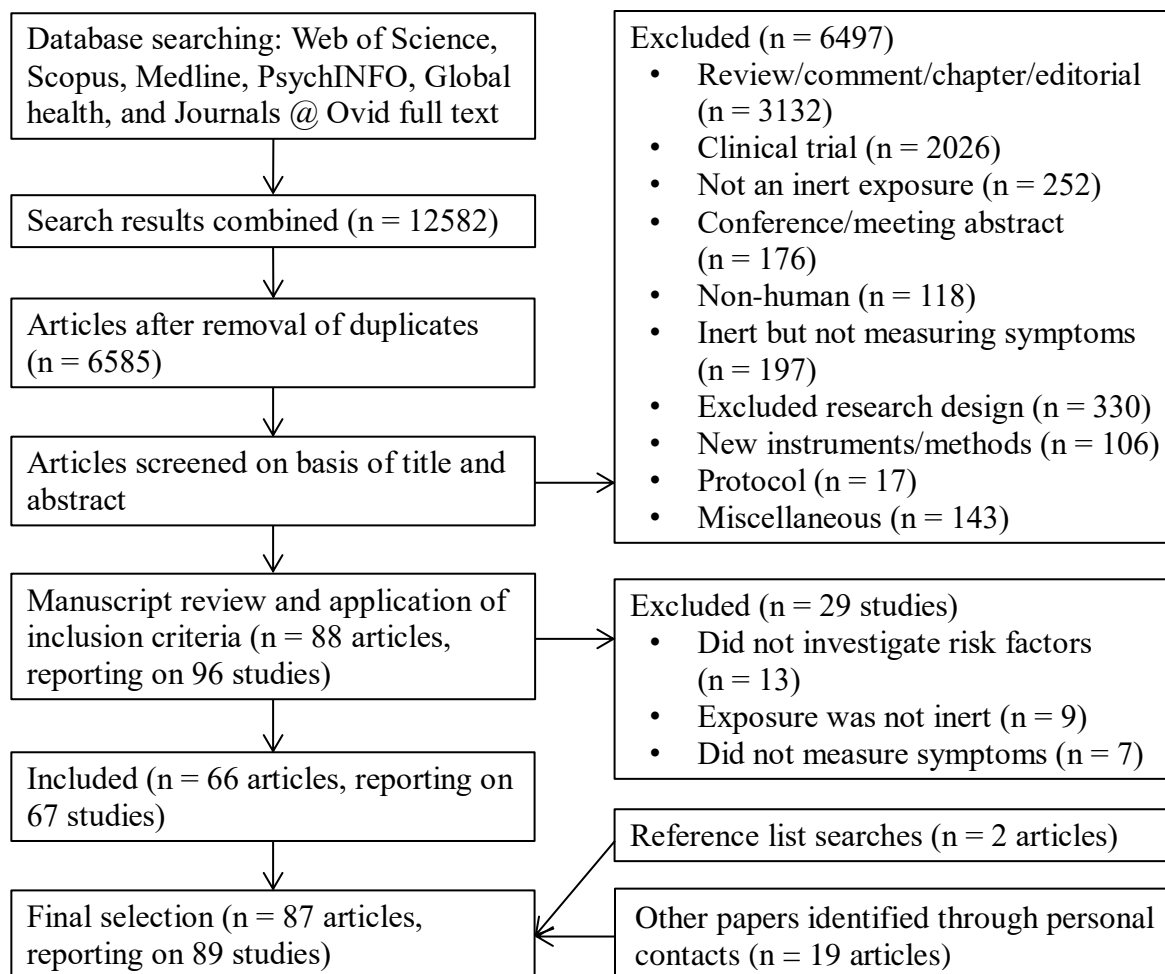 Database searching: Web of Science,
Scopus, Medline, PsychINFO, Global
health, and Journals @ Ovid full text
Search results combined (n = 12582)
Articles after removal of duplicates
(n = 6585)
Articles screened on basis of title and
abstract
Manuscript review and application of
inclusion criteria (n = 88 articles,
reporting on 96 studies)
Included (n = 66 articles, reporting on
67 studies)
Final selection (n = 87 articles,
reporting on 89 studies)
Excluded (n = 6497)
• Review/comment/chapter/editorial
(n = 3132)
• Clinical trial (n = 2026)
• Not an inert exposure (n = 252)
• Conference/meeting abstract
(n = 176)
• Non-human (n = 118)
• Inert but not measuring symptoms
(n = 197)
• Excluded research design (n = 330)
• New instruments/methods (n = 106)
• Protocol (n = 17)
• Miscellaneous (n = 143)
Excluded (n = 29 studies)
• Did not investigate risk factors
(n = 13)
• Exposure was not inert (n = 9)
• Did not measure symptoms (n = 7)
Reference list searches (n = 2 articles)
Other papers identified through personal
contacts (n = 19 articles)